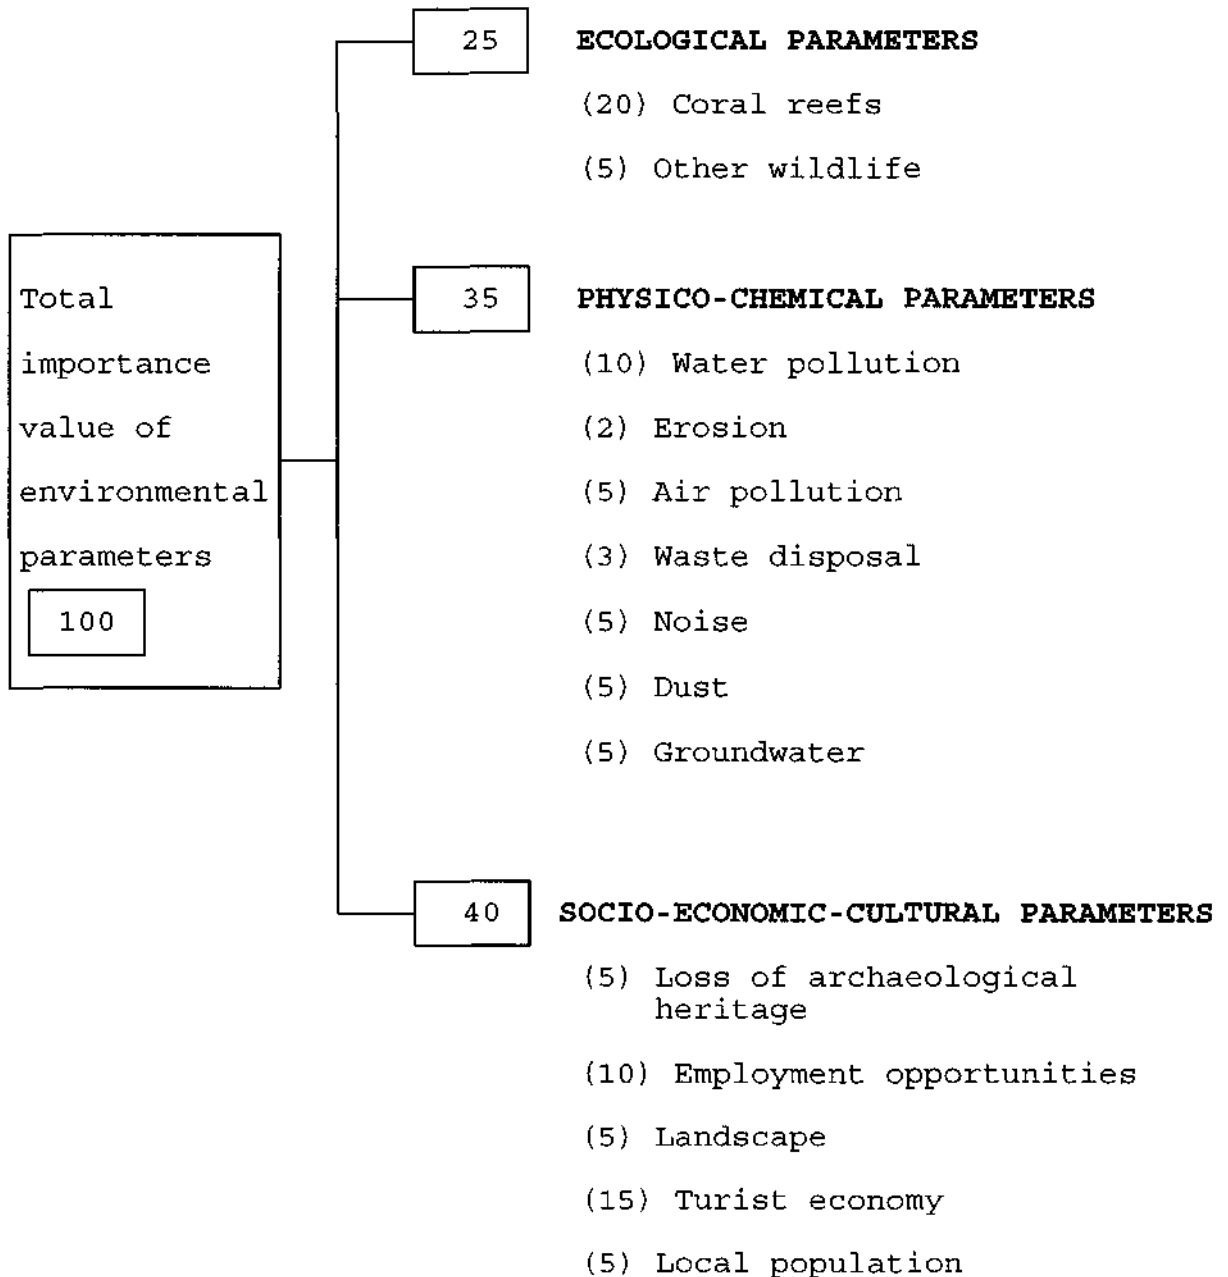 25 ECOLOGICAL PARAMETERS
(20) Coral reefs
(5) Other wildlife
Total
importance
value of
environmental
parameters
100
35 PHYSICO-CHEMICAL PARAMETERS
(10) Water pollution
(2) Erosion
(5) Air pollution
(3) Waste disposal
(5) Noise
(5) Dust
(5) Groundwater
40 SOCIO-ECONOMIC-CULTURAL PARAMETERS
(5) Loss of archaeological
heritage
(10) Employment opportunities
(5) Landscape
(15) Turist economy
(5) Local population